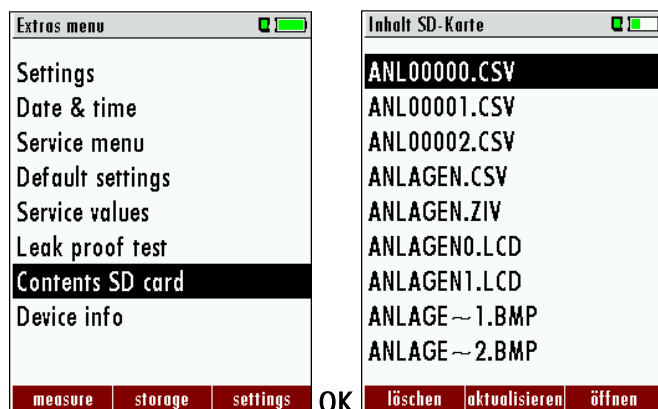 Extras menu
Settings
Date & time
Service menu
Default settings
Service values
Leak proof test
Contents SD card
Device info
measure storage settings
OK
Inhalt SD-Karte
ANL00000.CSV
ANL00001.CSV
ANL00002.CSV
ANLAGEN.CSV
ANLAGEN.ZIV
ANLAGEN0.LCD
ANLAGEN1.LCD
ANLAGE~1.BMP
ANLAGE~2.BMP
löschen aktualisieren öffnen